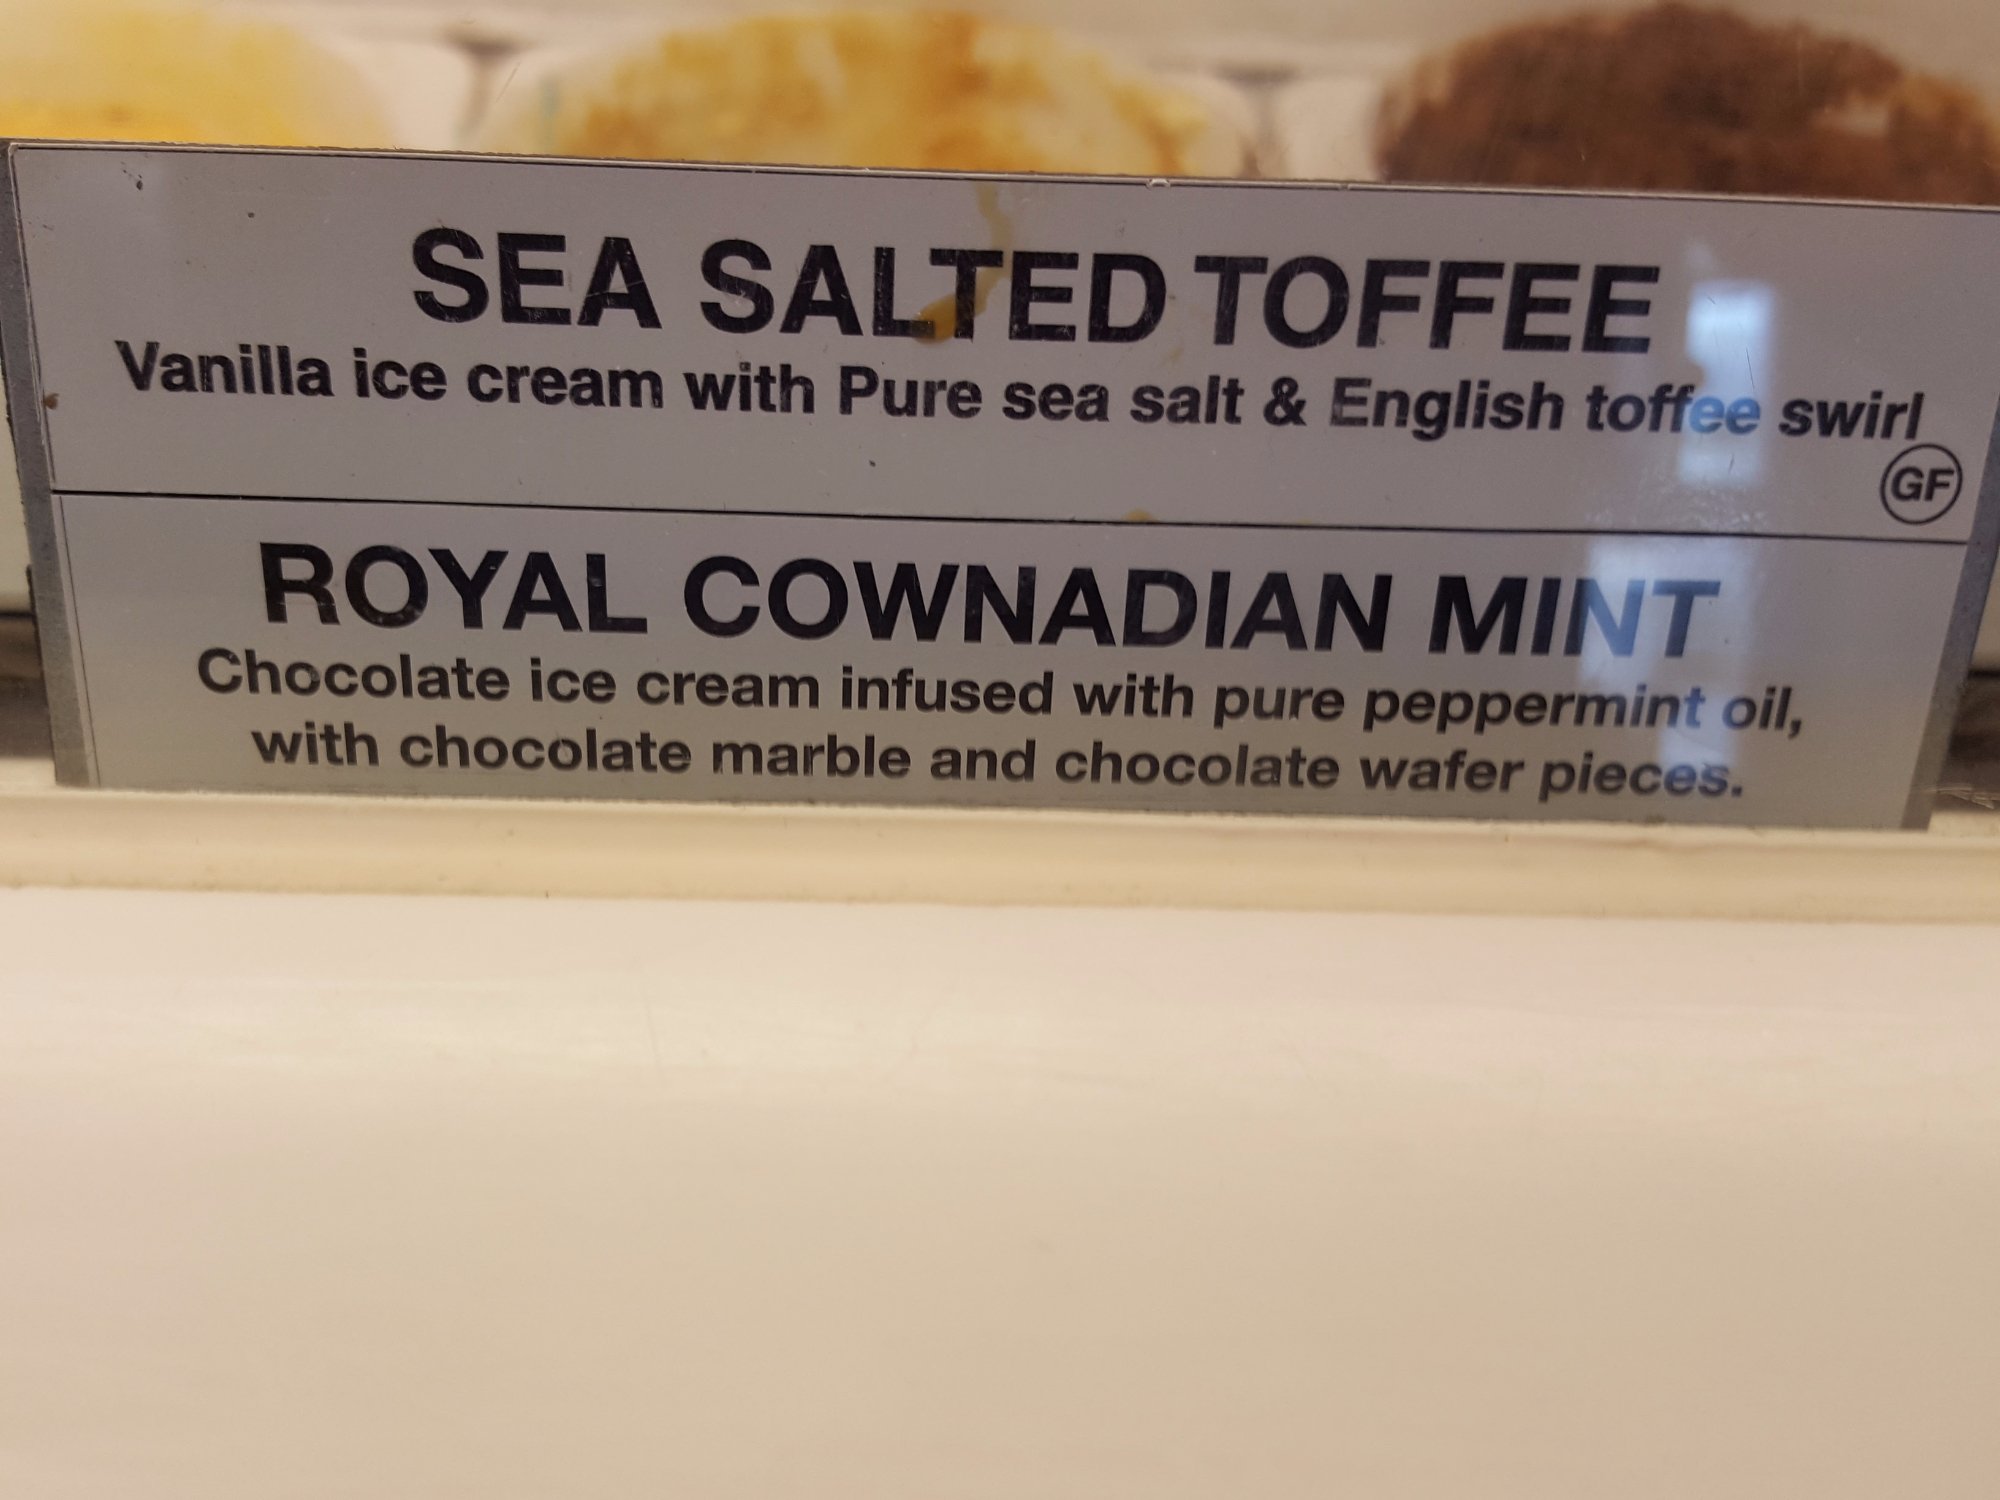 SEA SALTED TOFFEE
Vanilla ice cream with Pure sea salt & English toffee swirl
GF
ROYAL COWNADIAN MINT
Chocolate ice cream infused with pure peppermint oil,
with chocolate marble and chocolate wafer pieces.